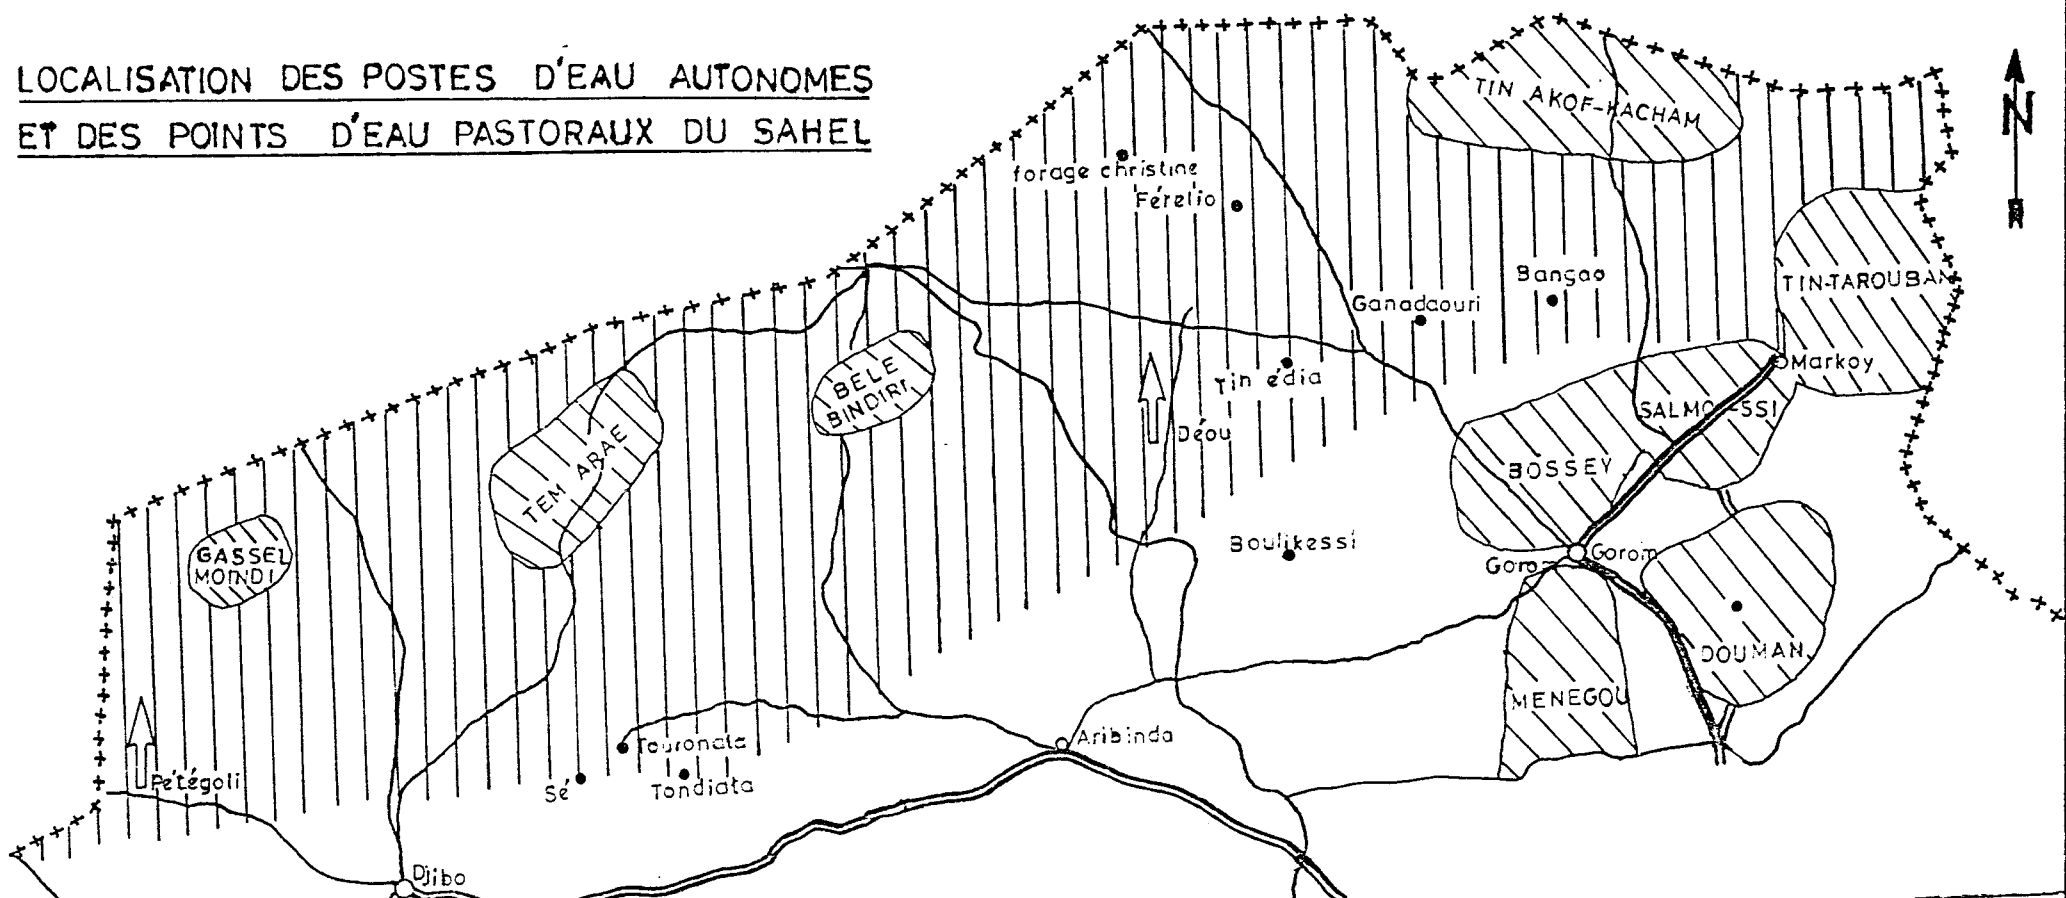 LOCALISATION DES POSTES D'EAU AUTONOMES
ET DES POINTS D'EAU PASTORAUX DU SAHEL
N
TIN AKOF-KACHAM
forage christine
Férélio
TIN-TAROUBAN
Bangao
Ganadaouri
Markoy
Tin édia
BELE
BINDIRI
SALMOSSI
Déou
TEM ARAE
BOSSEY
GASSEL
MOINDI
Boulikessi
Gorom
Gorom
DOUMAN
MENEGOU
Touronata
Aribinda
Pétégoli
Sé
Tondiata
Djibo